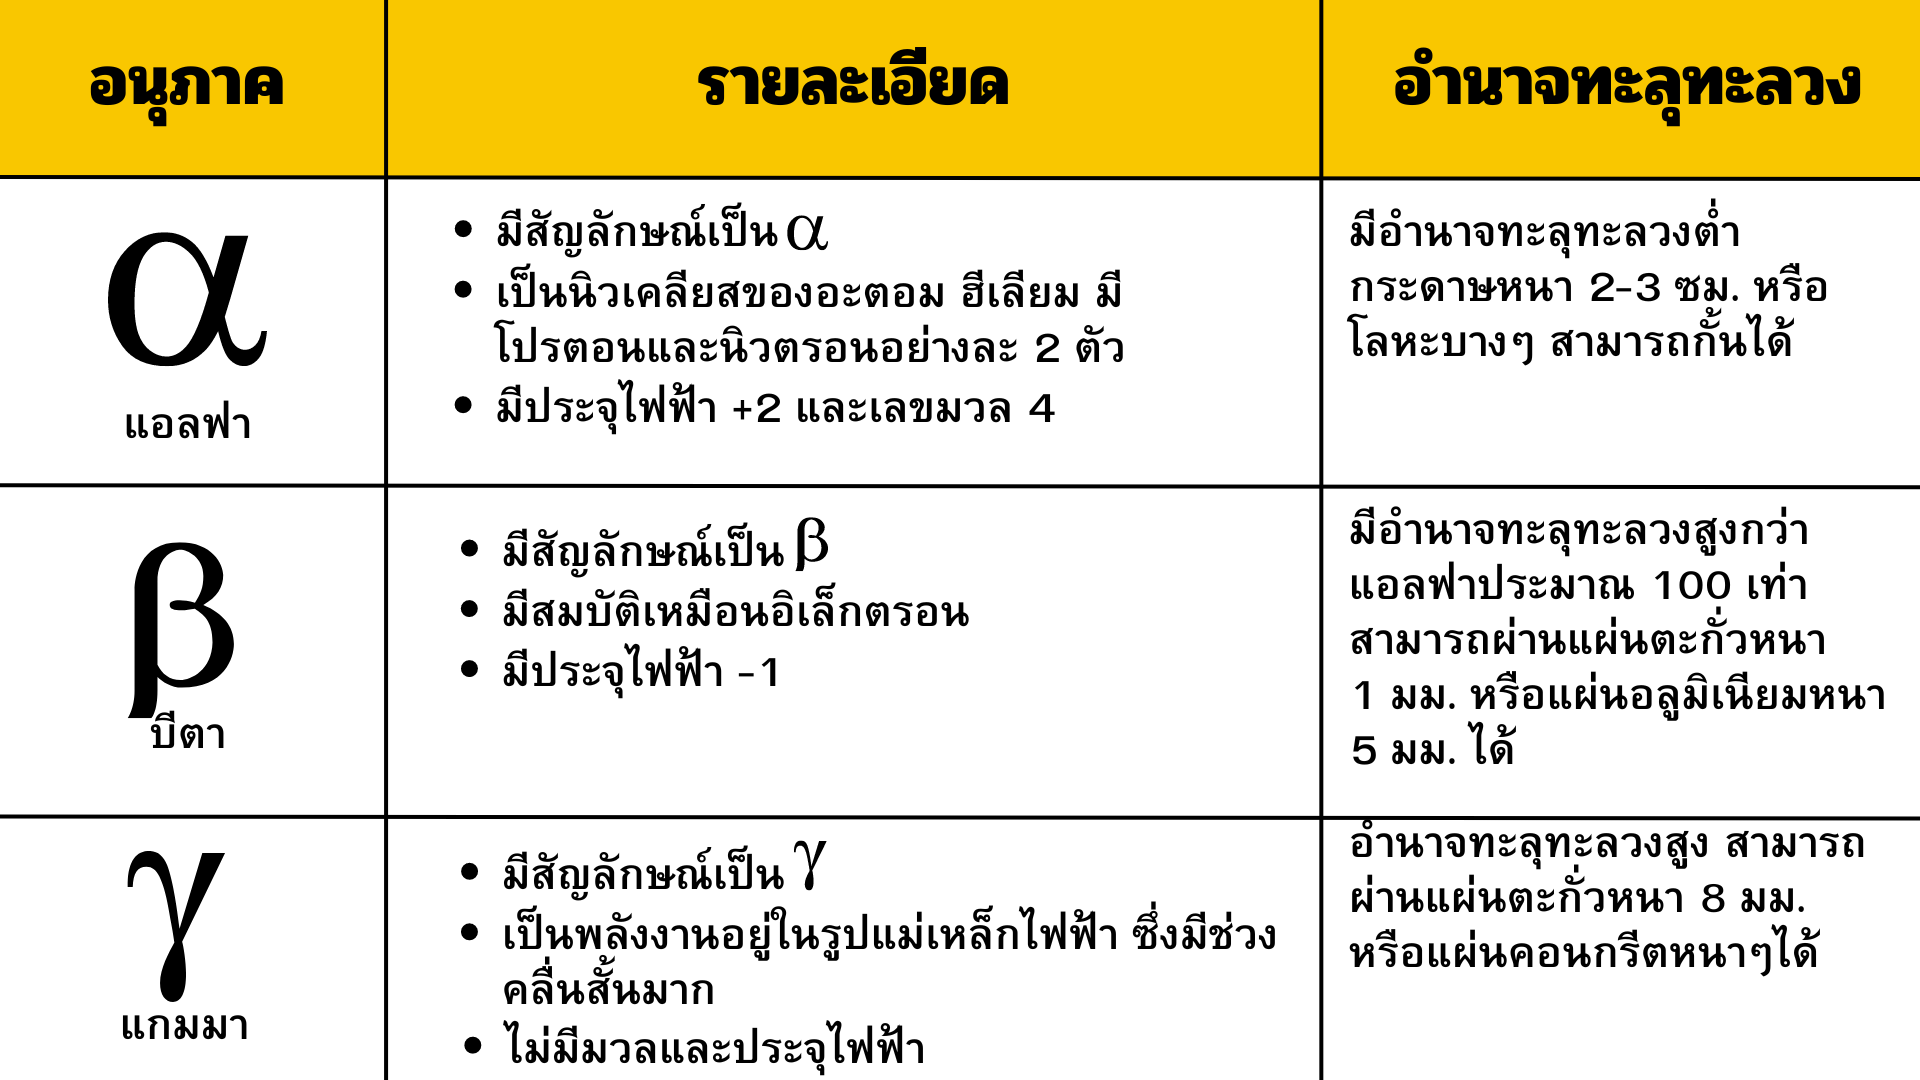 อนุภาค
รายละเอียด
อำนาจทะลุทะลวง
α
แอลฟา
• มีสัญลักษณ์เป็น α
• เป็นนิวเคลียสของอะตอม ฮีเลียม มี
โปรตอนและนิวตรอนอย่างละ 2 ตัว
• มีประจุไฟฟ้า +2 และเลขมวล 4
มีอำนาจทะลุทะลวงต่ำ
กระดาษหนา 2-3 ซม. หรือ
โลหะบางๆ สามารถกั้นได้
β
บีตา
• มีสัญลักษณ์เป็น β
• มีสมบัติเหมือนอิเล็กตรอน
• มีประจุไฟฟ้า -1
มีอำนาจทะลุทะลวงสูงกว่า
แอลฟาประมาณ 100 เท่า
สามารถผ่านแผ่นตะกั่วหนา
1 มม. หรือแผ่นอลูมิเนียมหนา
5 มม. ได้
γ
แกมมา
• มีสัญลักษณ์เป็น γ
• เป็นพลังงานอยู่ในรูปแม่เหล็กไฟฟ้า ซึ่งมีช่วง
คลื่นสั้นมาก
• ไม่มีมวลและประจุไฟฟ้า
อำนาจทะลุทะลวงสูง สามารถ
ผ่านแผ่นตะกั่วหนา 8 มม.
หรือแผ่นคอนกรีตหนาๆได้